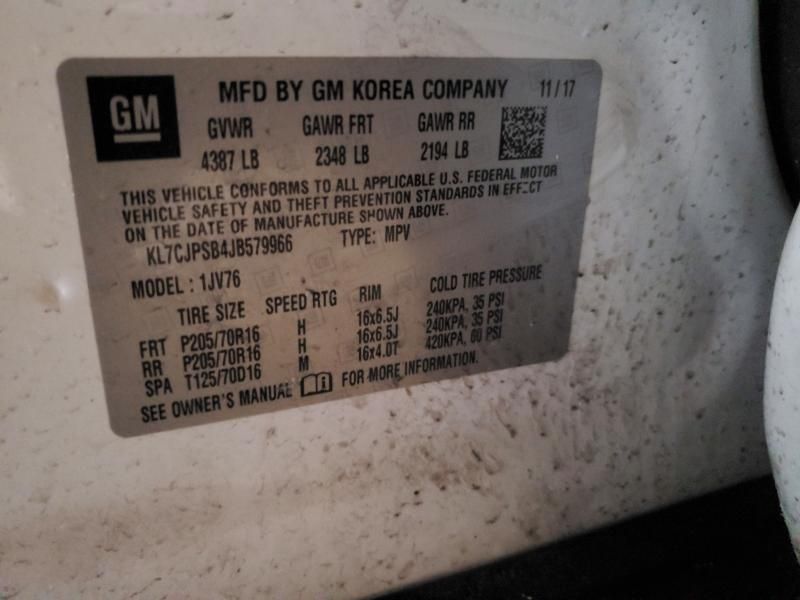 GM
MFD BY GM KOREA COMPANY 11/17
GVWR GAWR FRT GAWR RR
4387 LB 2348 LB 2194 LB
THIS VEHICLE CONFORMS TO ALL APPLICABLE U.S. FEDERAL MOTOR
VEHICLE SAFETY AND THEFT PREVENTION STANDARDS IN EFFECT
ON THE DATE OF MANUFACTURE SHOWN ABOVE.
KL7CJPSB4JB579966 TYPE: MPV
MODEL: 1JV76
TIRE SIZE SPEED RTG RIM COLD TIRE PRESSURE
FRT P205/70R16 H 16x6.5J 240KPA, 35 PSI
RR P205/70R16 H 16x6.5J 240KPA, 35 PSI
SPA T125/70D16 M 16x4.0T 420KPA, 60 PSI
SEE OWNER'S MANUAL FOR MORE INFORMATION.